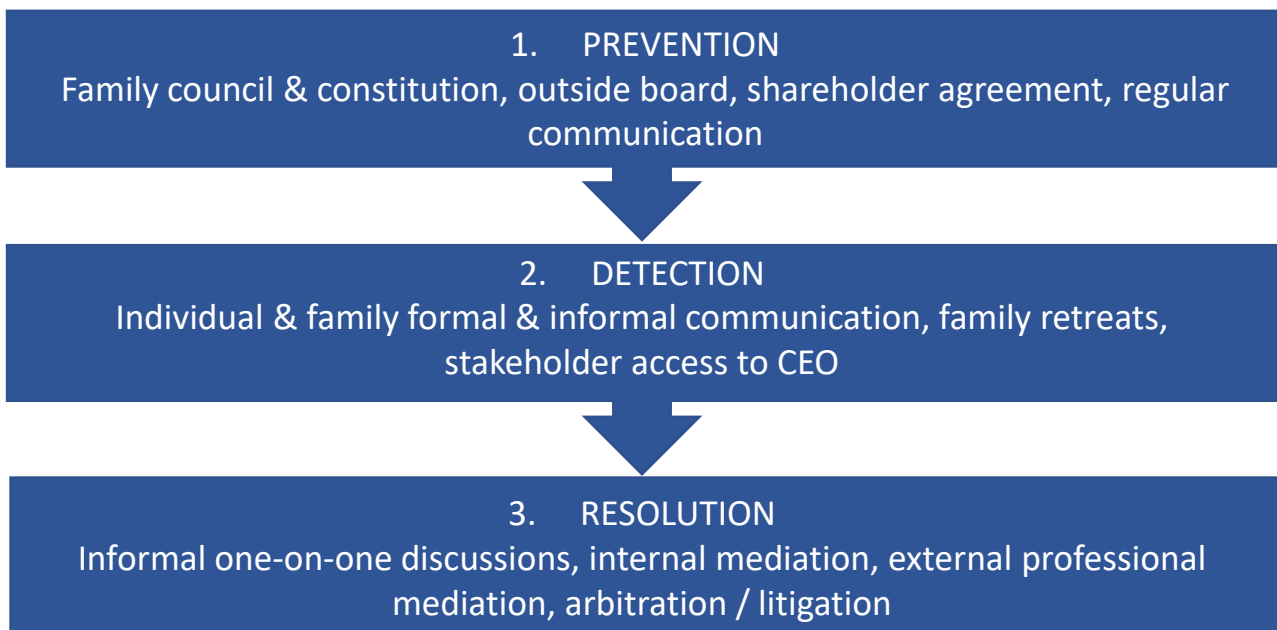 1. PREVENTION
Family council & constitution, outside board, shareholder agreement, regular
communication
2. DETECTION
Individual & family formal & informal communication, family retreats,
stakeholder access to CEO
3. RESOLUTION
Informal one-on-one discussions, internal mediation, external professional
mediation, arbitration / litigation